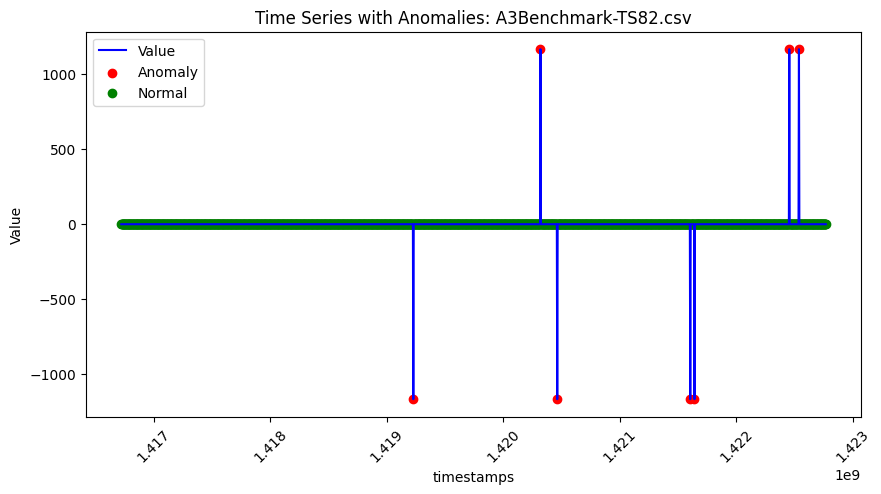 Time Series with Anomalies: A3Benchmark-TS82.csv
Value
Anomaly
Normal
1000
500
0
−500
−1000
Value
1.417
1.418
1.419
1.420
1.421
1.422
1.423
1e9
timestamps